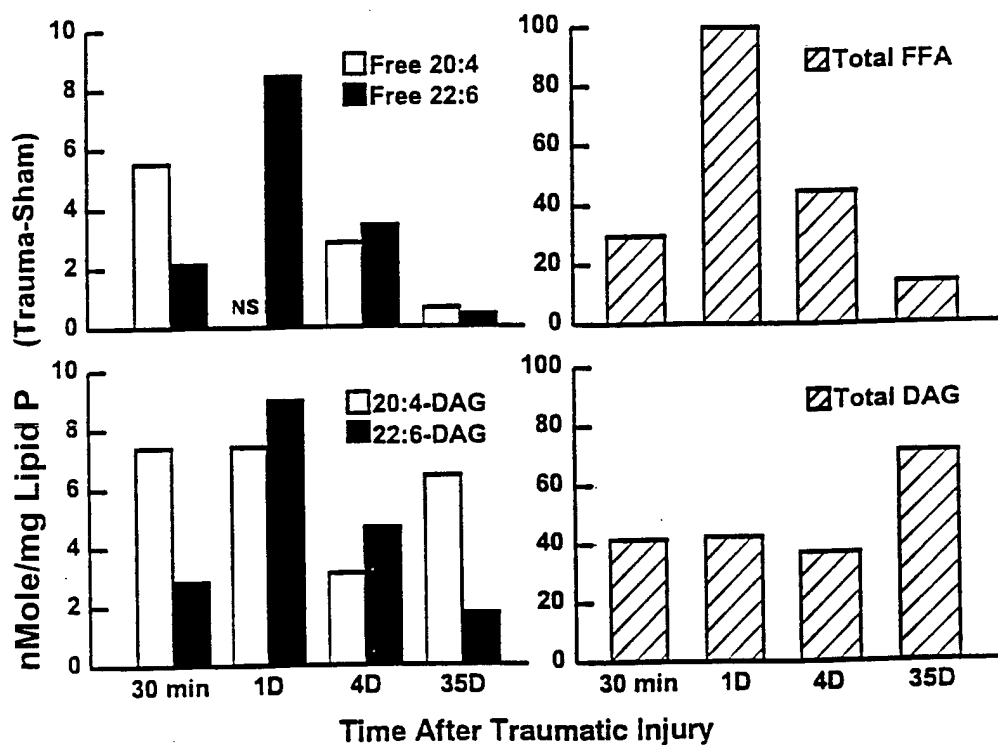 (Trauma-Sham)
nMole/mg Lipid P
10
8
6
4
2
0
Free 20:4
Free 22:6
NS
100
80
60
40
20
0
Total FFA
10
8
6
4
2
0
20:4-DAG
22:6-DAG
30 min 1D 4D 35D
100
80
60
40
20
0
Total DAG
30 min 1D 4D 35D
Time After Traumatic Injury